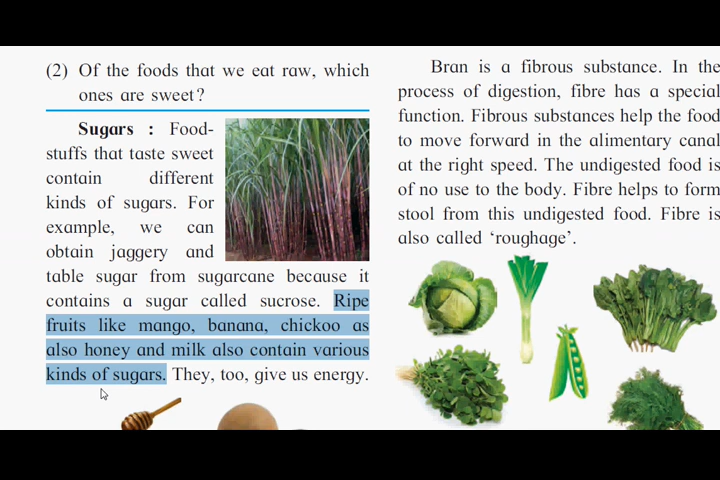 (2) Of the foods that we eat raw, which
ones are sweet?
Sugars : Food-
stuffs that taste sweet
contain different
kinds of sugars. For
example, we can
obtain jaggery and
table sugar from sugarcane because it
contains a sugar called sucrose. Ripe
fruits like mango, banana, chickoo as
also honey and milk also contain various
kinds of sugars. They, too, give us energy.
Bran is a fibrous substance. In the
process of digestion, fibre has a special
function. Fibrous substances help the food
to move forward in the alimentary canal
at the right speed. The undigested food is
of no use to the body. Fibre helps to form
stool from this undigested food. Fibre is
also called ‘roughage’.